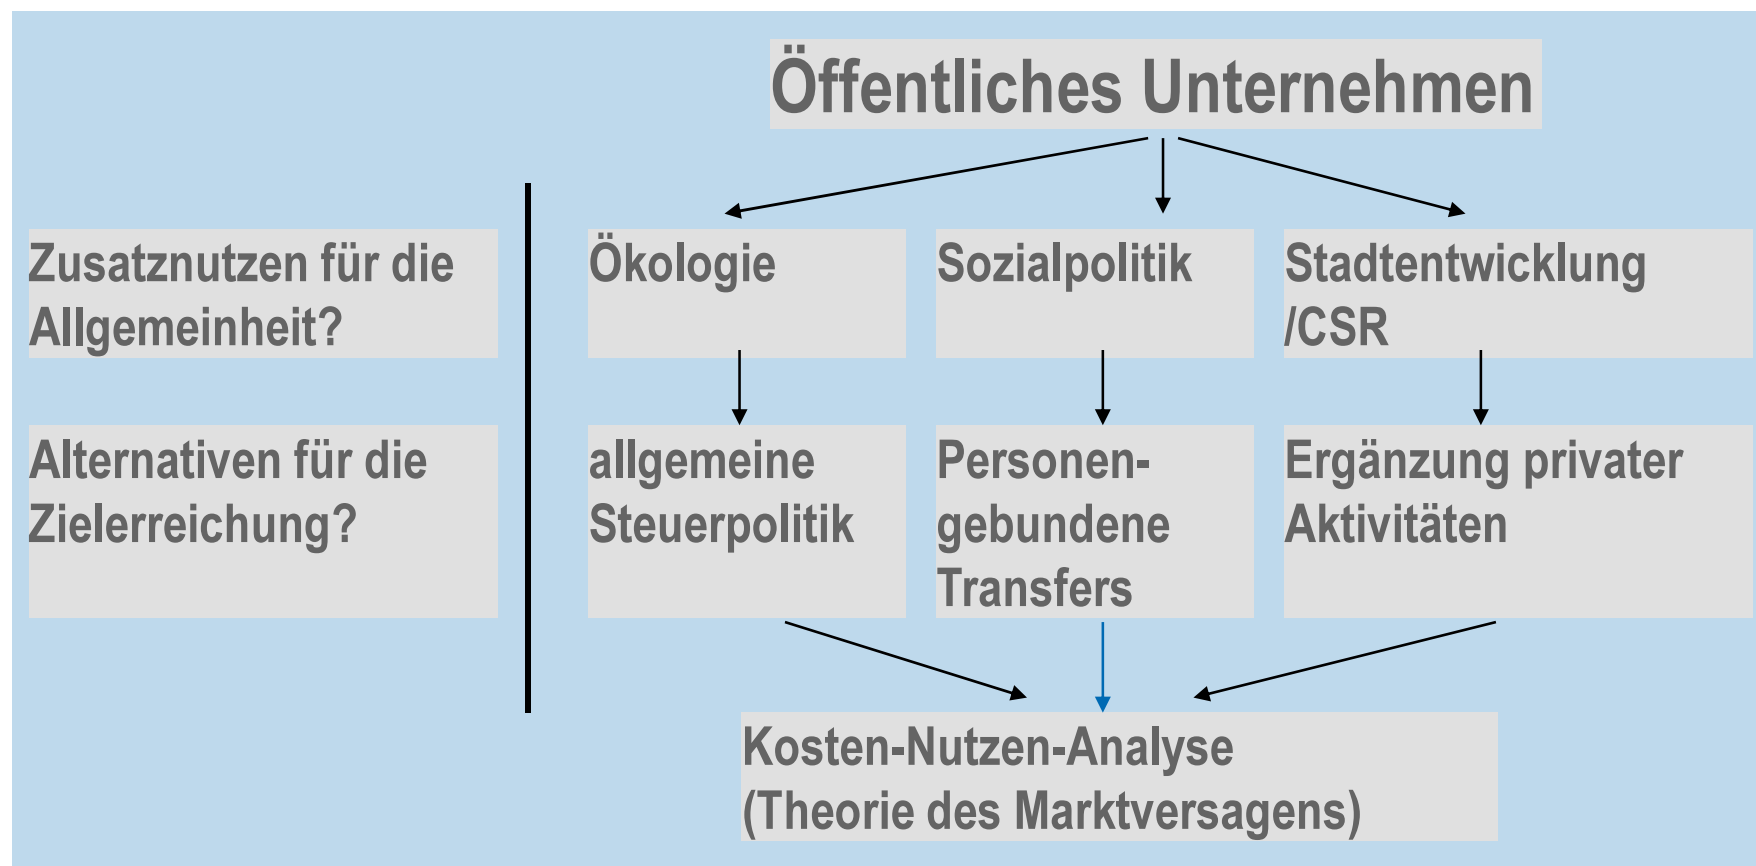 Öffentliches Unternehmen
Zusatznutzen für die
Allgemeinheit?
Ökologie
Sozialpolitik
Stadtentwicklung
/CSR
Alternativen für die
Zielerreichung?
allgemeine
Steuerpolitik
Personen-
gebundene
Transfers
Ergänzung privater
Aktivitäten
Kosten-Nutzen-Analyse
(Theorie des Marktversagens)